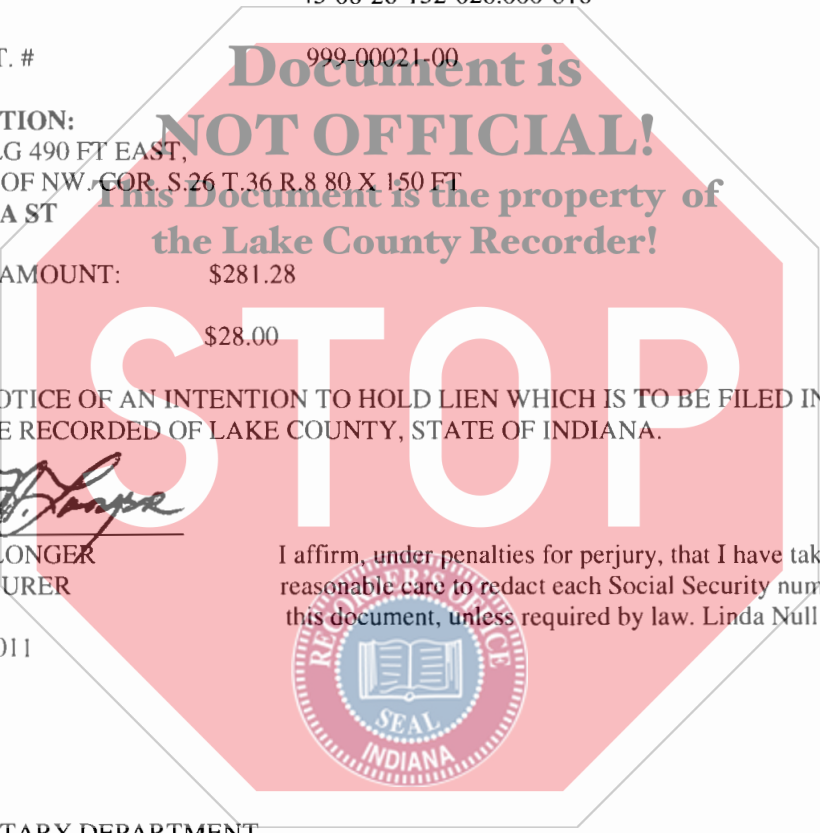 T. #
999-00021-00
Document is
NOT OFFICIAL!
This Document is the property of
the Lake County Recorder!
TION:
G 490 FT EAST,
OF NW. COR. S.26 T.36 R.8 80 X 150 FT
A ST
AMOUNT: $281.28
$28.00
STOP
OTICE OF AN INTENTION TO HOLD LIEN WHICH IS TO BE FILED IN
E RECORDED OF LAKE COUNTY, STATE OF INDIANA.
LONGER
URER
I affirm, under penalties for perjury, that I have tak
reasonable care to redact each Social Security num
this document, unless required by law. Linda Null
011
RECORDER'S OFFICE
SEAL
INDIANA
TARY DEPARTMENT